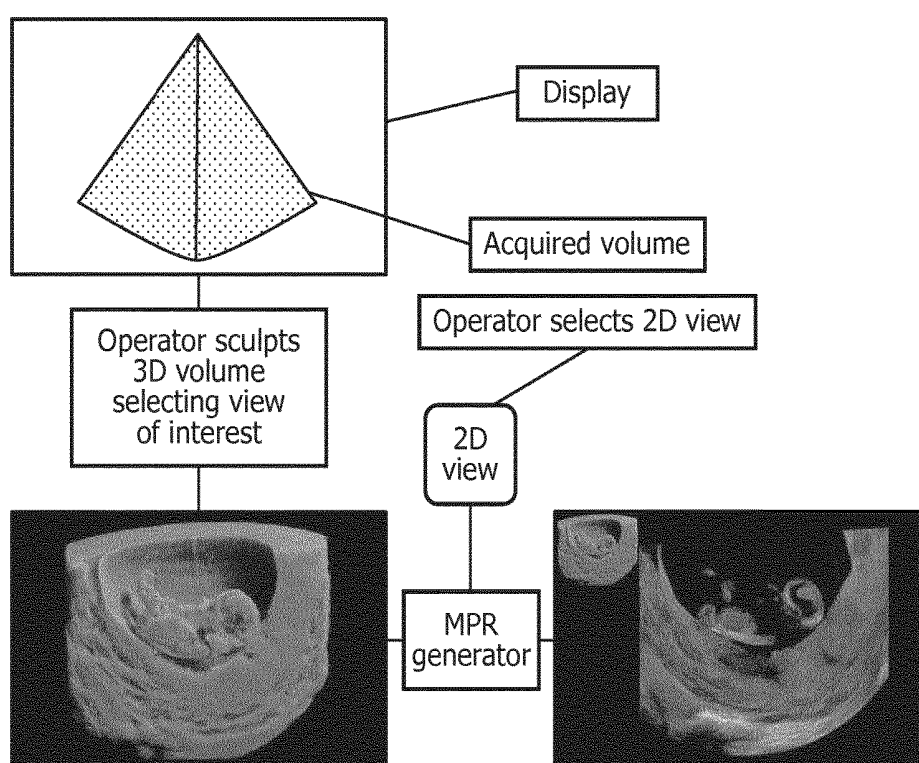 Display
Acquired volume
Operator selects 2D view
Operator sculpts
3D volume
selecting view
of interest
2D
view
MPR
generator